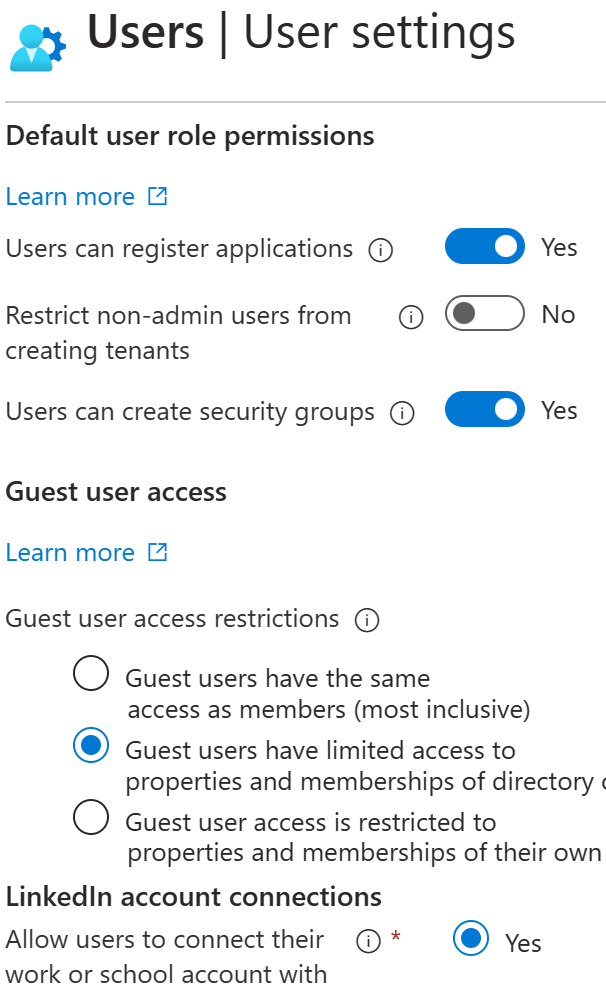 Users | User settings
Default user role permissions
Learn more
Users can register applications Yes
Restrict non-admin users from No
creating tenants
Users can create security groups Yes
Guest user access
Learn more
Guest user access restrictions
Guest users have the same
access as members (most inclusive)
Guest users have limited access to
properties and memberships of directory
Guest user access is restricted to
properties and memberships of their own
LinkedIn account connections
Allow users to connect their * Yes
work or school account with